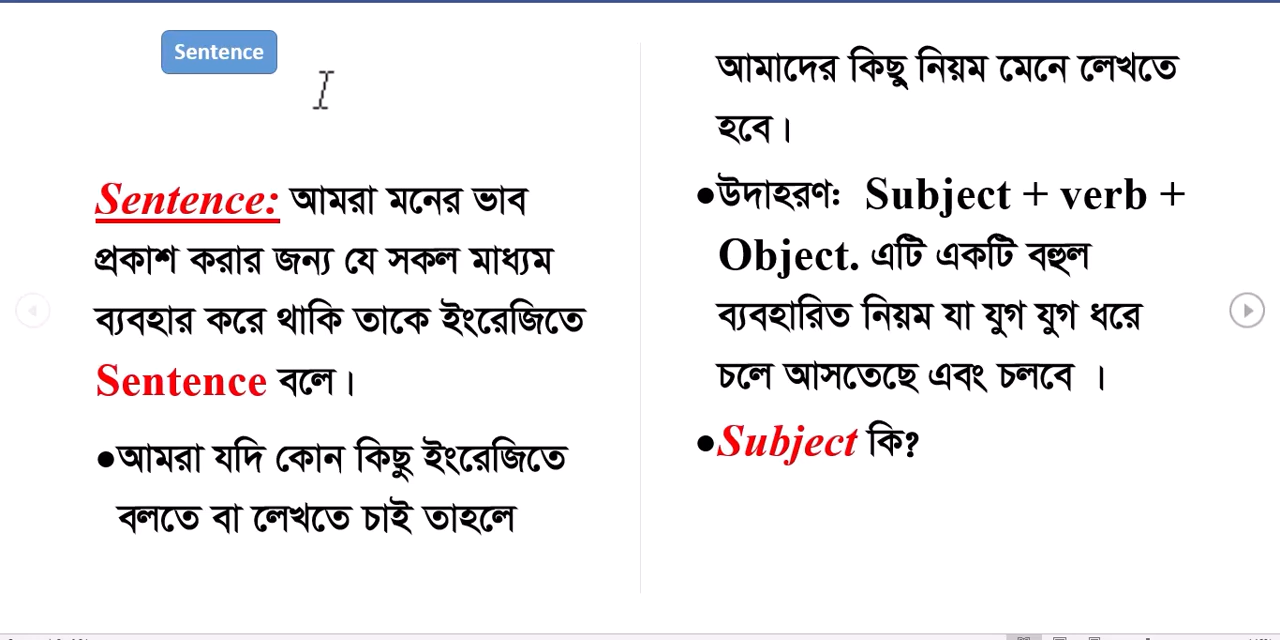 Sentence
Sentence: আমরা মনের ভাব
প্রকাশ করার জন্য যে সকল মাধ্যম
ব্যবহার করে থাকি তাকে ইংরেজিতে
Sentence বলে।
●আমরা যদি কোন কিছু ইংরেজিতে
বলতে বা লেখতে চাই তাহলে
আমাদের কিছু নিয়ম মেনে লেখতে
হবে।
●উদাহরণঃ Subject + verb +
Object. এটি একটি বহুল
ব্যবহারিত নিয়ম যা যুগ যুগ ধরে
চলে আসতেছে এবং চলবে ।
●Subject কি?